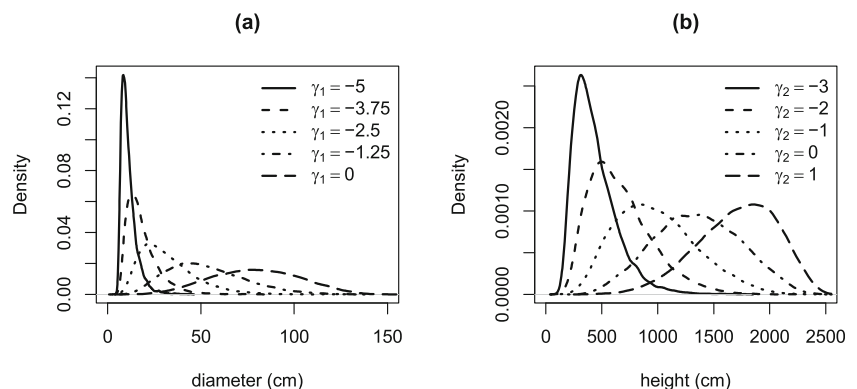 (a)
Density
0.00
0.04
0.08
0.12
γ1 = −5
γ1 = −3.75
γ1 = −2.5
γ1 = −1.25
γ1 = 0
0
50
100
150
diameter (cm)
(b)
Density
0.0000
0.0010
0.0020
γ2 = −3
γ2 = −2
γ2 = −1
γ2 = 0
γ2 = 1
0
500
1000
1500
2000
2500
height (cm)